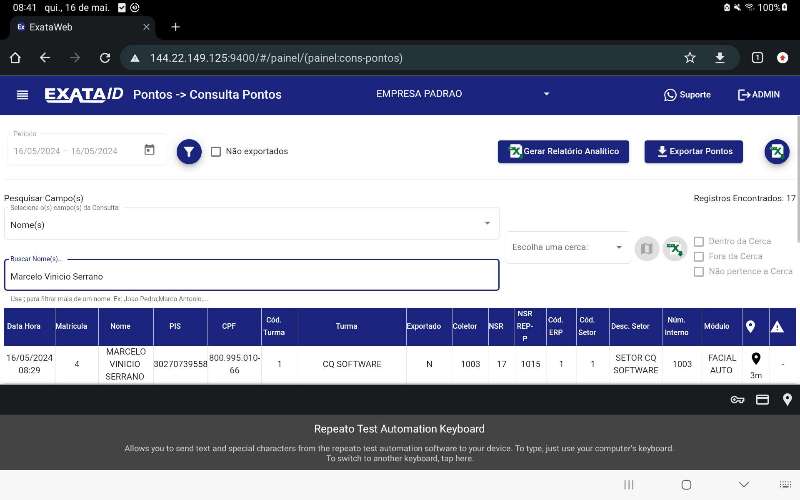 08:41 qui., 16 de mai. 100%
Ex ExataWeb
144.22.149.125:9400/#/painel/(painel:cons-pontos)
1
EXATAID Pontos -> Consulta Pontos EMPRESA PADRAO Suporte ADMIN
Período
16/05/2024 – 16/05/2024 Não exportados Gerar Relatório Analítico Exportar Pontos
Pesquisar Campo(s) Registros Encontrados: 17
Selecione o(s) campo(s) da Consulta
Nome(s)
Escolha uma cerca: Dentro da Cerca
Fora da Cerca
Não pertence a Cerca
Buscar Nome(s)...
Marcelo Vinicio Serrano
Use ; para filtrar mais de um nome. Ex: Joao Pedro;Marco Antonio;...
Data Hora Matrícula Nome PIS CPF Cód. Turma Turma Exportado Coletor NSR NSR REP-P Cód. ERP Cód. Setor Desc. Setor Núm. Interno Módulo
16/05/2024 08:29 4 MARCELO VINICIO SERRANO 30270739558 800.995.010-66 1 CQ SOFTWARE N 1003 17 1015 1 1 SETOR CQ SOFTWARE 1003 FACIAL AUTO 3m -
Repeato Test Automation Keyboard
Allows you to send text and special characters from the repeato test automation software to your device. To type, just use your computer's keyboard.
To switch to another keyboard, tap here.